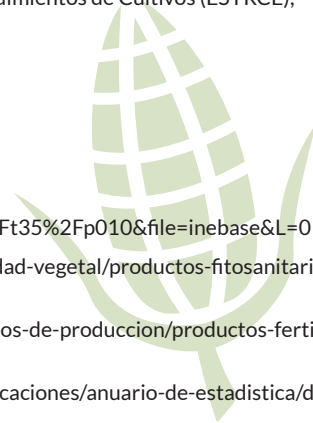 dimientos de Cultivos (ESYRCE),
Ft35%2Fp010&file=inebase&L=0
dad-vegetal/productos-fitosanitari
os-de-produccion/productos-ferti
caciones/anuario-de-estadistica/d